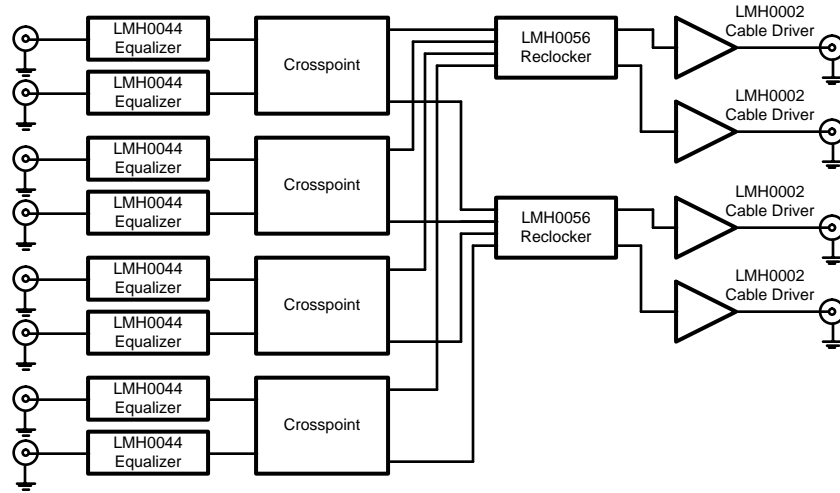 LMH0044
Equalizer
LMH0044
Equalizer
Crosspoint
LMH0044
Equalizer
LMH0044
Equalizer
Crosspoint
LMH0044
Equalizer
LMH0044
Equalizer
Crosspoint
LMH0044
Equalizer
LMH0044
Equalizer
Crosspoint
LMH0056
Reclocker
LMH0056
Reclocker
LMH0002
Cable Driver
LMH0002
Cable Driver
LMH0002
Cable Driver
LMH0002
Cable Driver